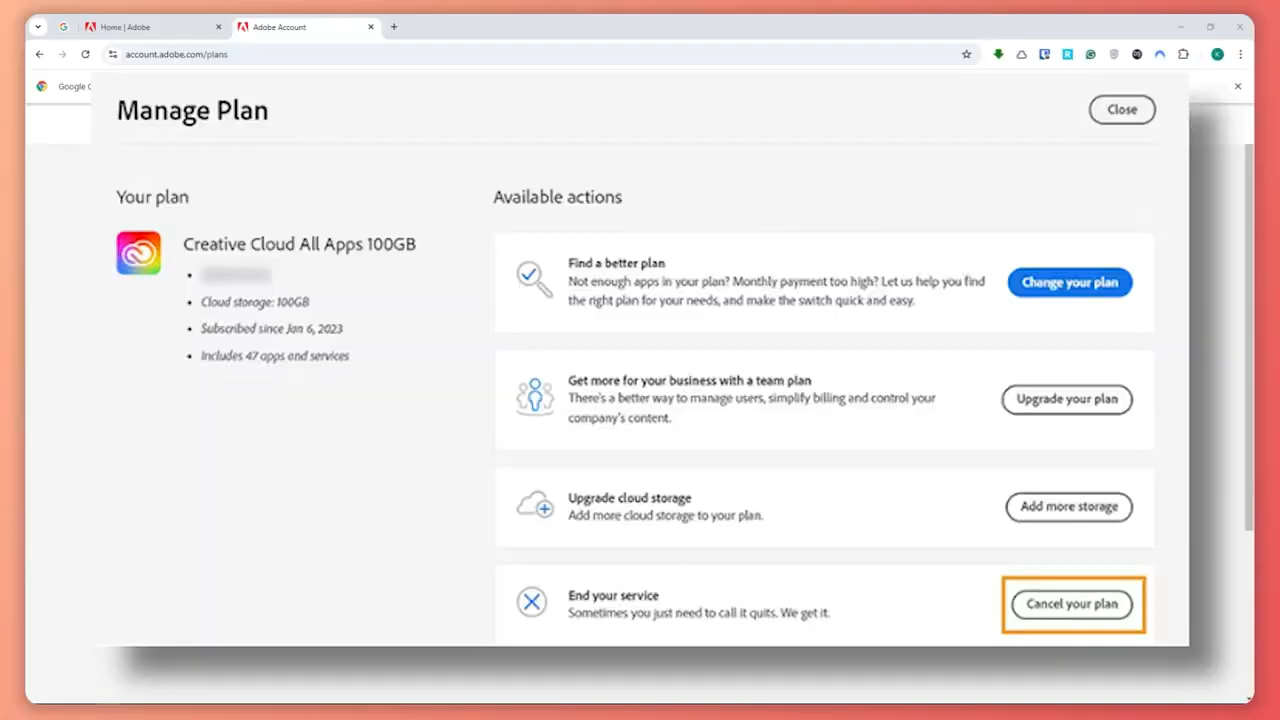 Home | Adobe
Adobe Account
account.adobe.com/plans
Google C
Manage Plan
Close
Your plan
Creative Cloud All Apps 100GB
Cloud storage: 100GB
Subscribed since Jan 6, 2023
Includes 47 apps and services
Available actions
Find a better plan
Not enough apps in your plan? Monthly payment too high? Let us help you find
the right plan for your needs, and make the switch quick and easy.
Change your plan
Get more for your business with a team plan
There's a better way to manage users, simplify billing and control your
company's content.
Upgrade your plan
Upgrade cloud storage
Add more cloud storage to your plan.
Add more storage
End your service
Sometimes you just need to call it quits. We get it.
Cancel your plan